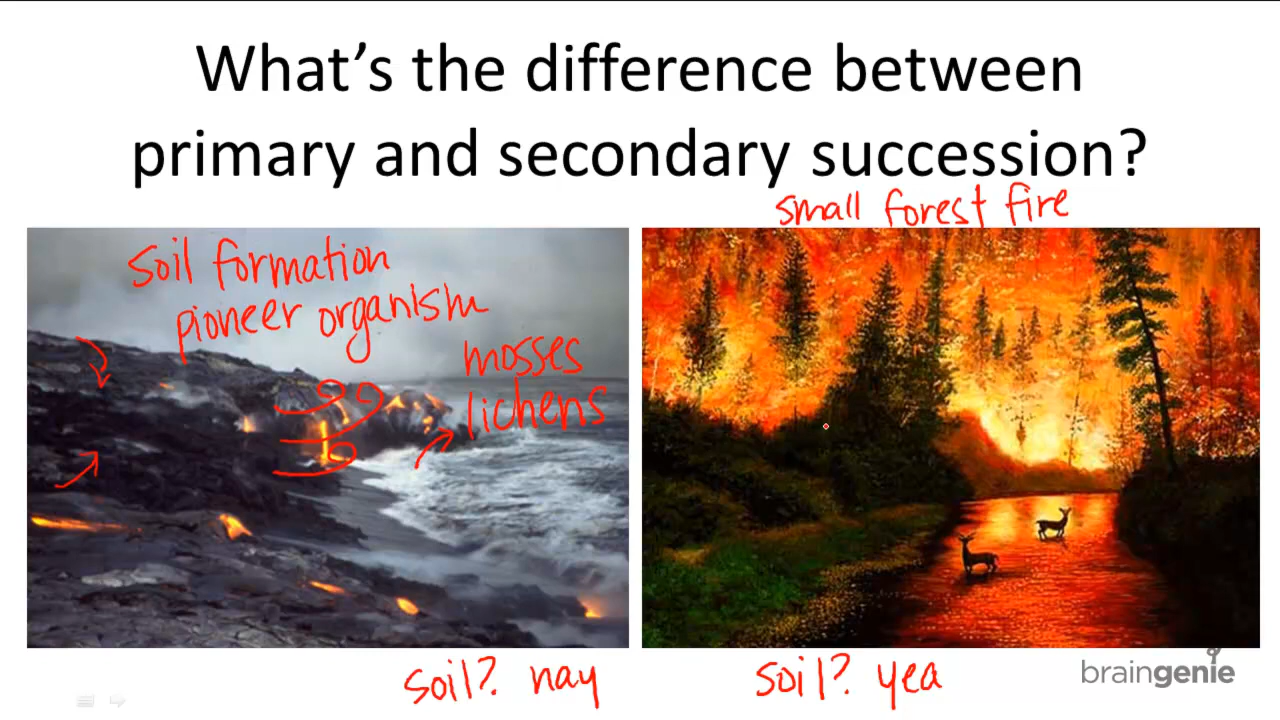 What's the difference between
primary and secondary succession?
small forest fire
soil formation
pioneer organism
mosses
lichens
soil? nay
soil? yea
braingenie